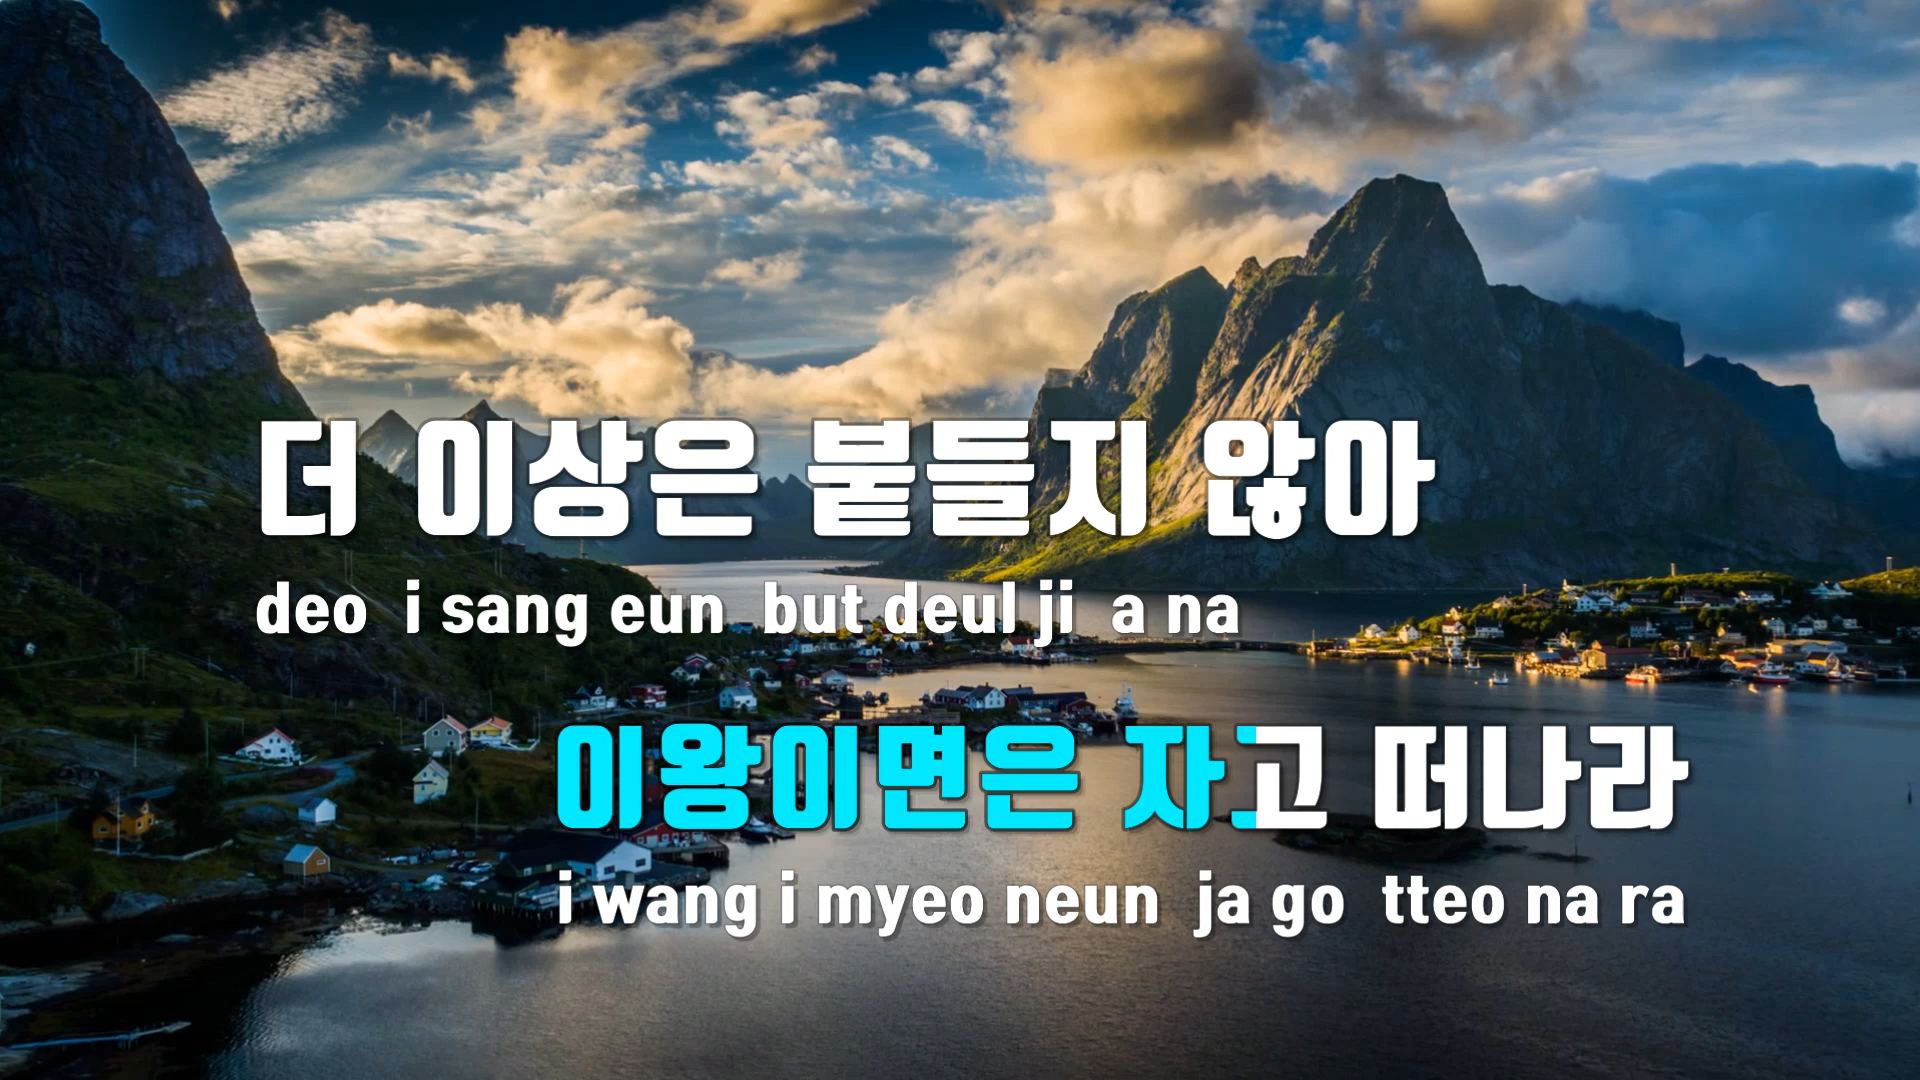 더 이상은 붙들지 않아
deo i sang eun but deul ji a na
이왕이면은 자고 떠나라
i wang i myeo neun ja go tteo na ra